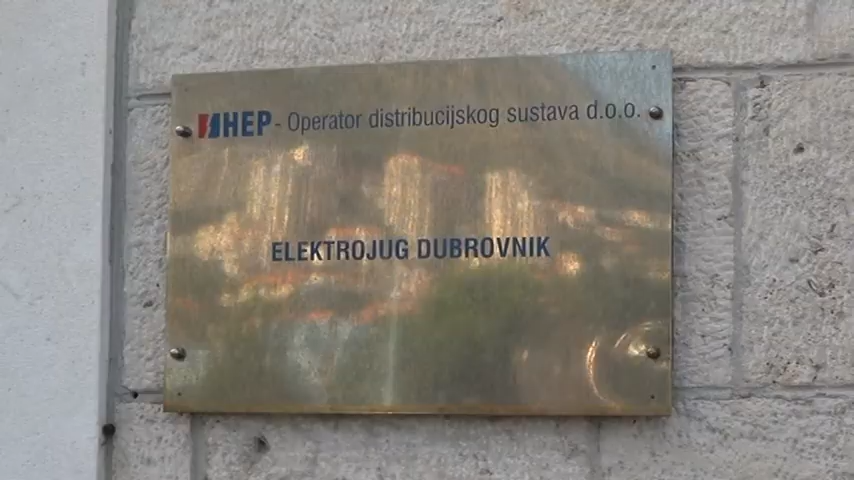 HEP - Operator distribucijskog sustava d.o.o.
ELEKTROJUG DUBROVNIK